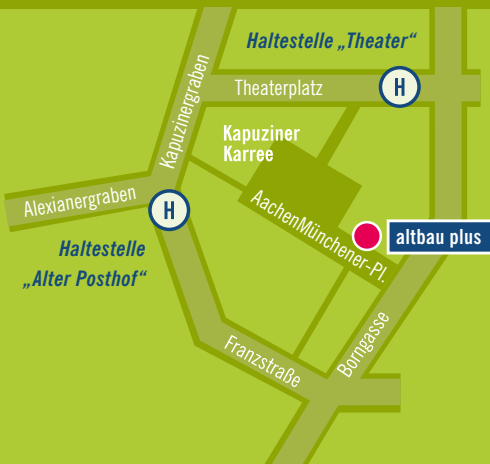 Haltestelle „Theater“
Theaterplatz
H
Kapuzinergraben
Kapuziner
Karree
Alexianergraben
H
AachenMünchener-Pl.
altbau plus
Haltestelle
„Alter Posthof“
Franzstraße
Borngasse